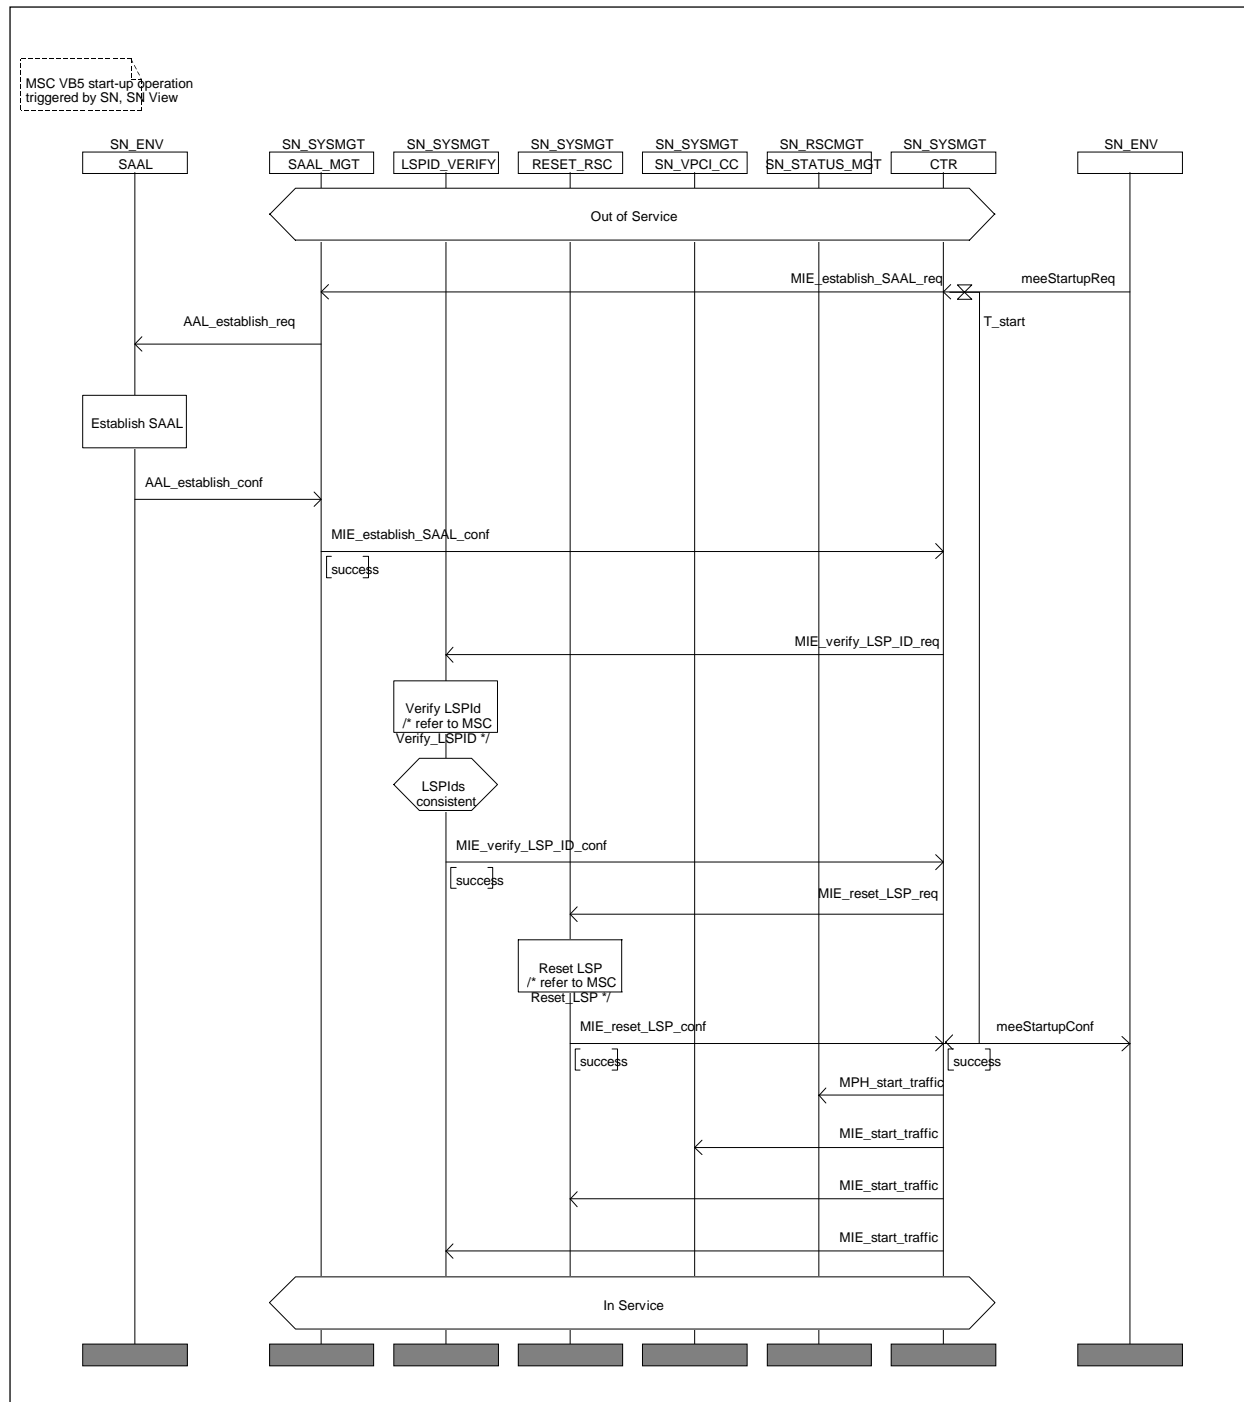 MSC VB5 start-up operation
triggered by SN, SN View
SN_ENV SN_SYSMGT SN_SYSMGT SN_SYSMGT SN_SYSMGT SN_RSCMGT SN_SYSMGT SN_ENV
SAAL SAAL_MGT LSPID_VERIFY RESET_RSC SN_VPCI_CC SN_STATUS_MGT CTR
Out of Service
MIE_establish_SAAL_req meeStartupReq
AAL_establish_req T_start
Establish SAAL
AAL_establish_conf
MIE_establish_SAAL_conf
success
MIE_verify_LSP_ID_req
Verify LSPId
/* refer to MSC
Verify_LSPID */
LSPIds
consistent
MIE_verify_LSP_ID_conf
success
MIE_reset_LSP_req
Reset LSP
/* refer to MSC
Reset_LSP */
MIE_reset_LSP_conf meeStartupConf
success success
MPH_start_traffic
MIE_start_traffic
MIE_start_traffic
MIE_start_traffic
In Service